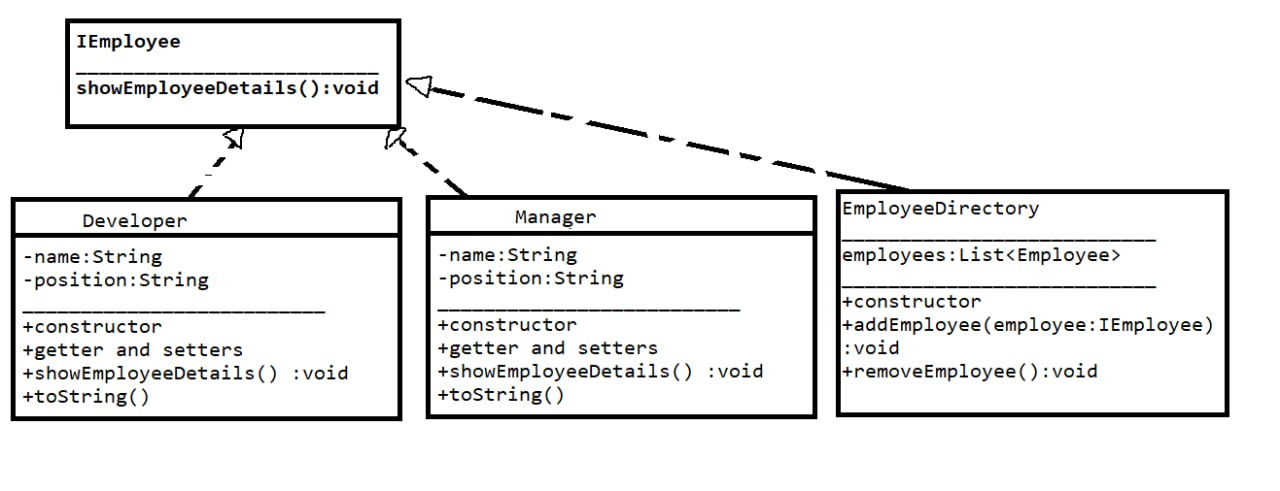 IEmployee
showEmployeeDetails():void
Developer
-name:String
-position:String
+constructor
+getter and setters
+showEmployeeDetails() :void
+toString()
Manager
-name:String
-position:String
+constructor
+getter and setters
+showEmployeeDetails() :void
+toString()
EmployeeDirectory
employees:List<Employee>
+constructor
+addEmployee(employee:IEmployee)
:void
+removeEmployee():void